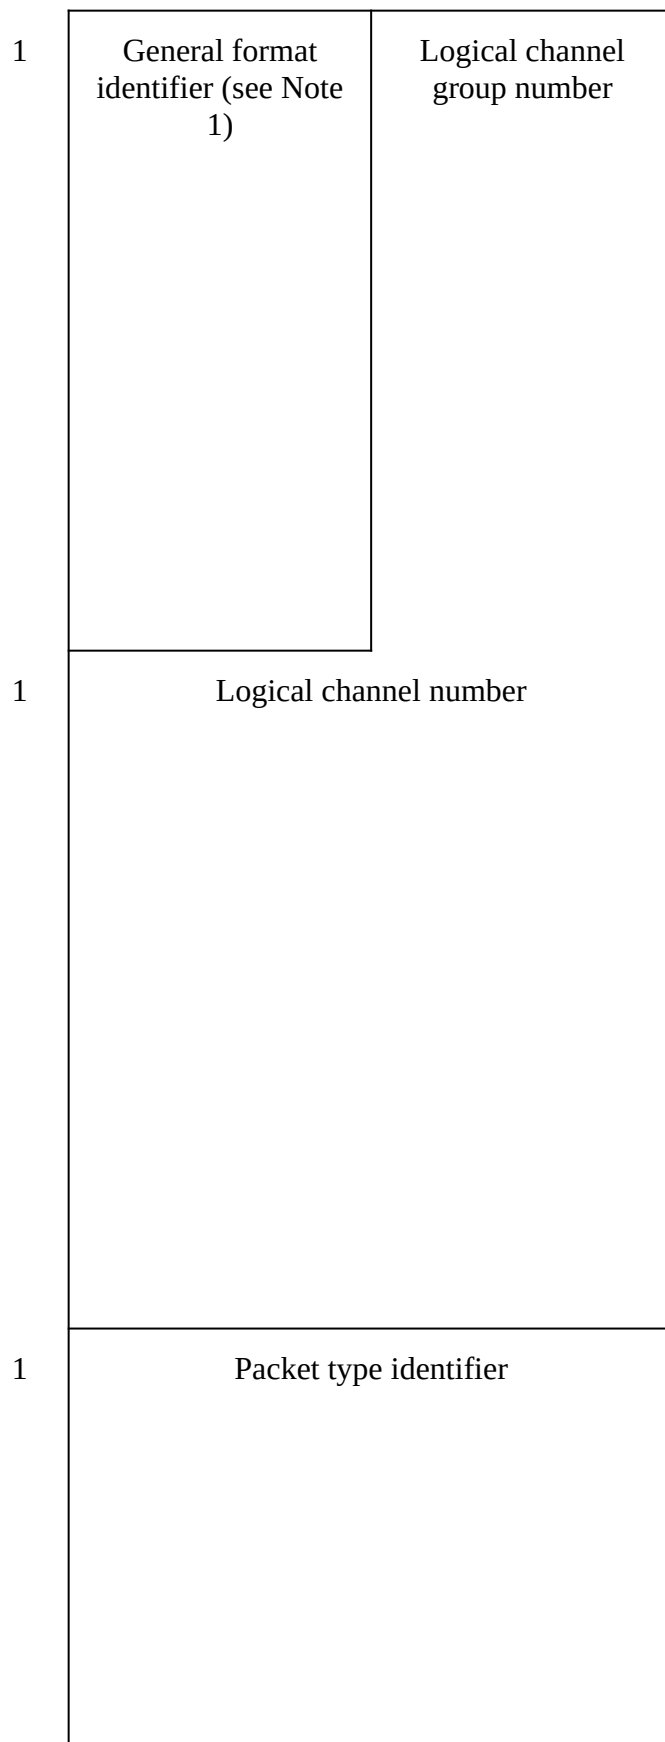 1
General format
identifier (see Note
1)
Logical channel
group number
1
Logical channel number
1
Packet type identifier